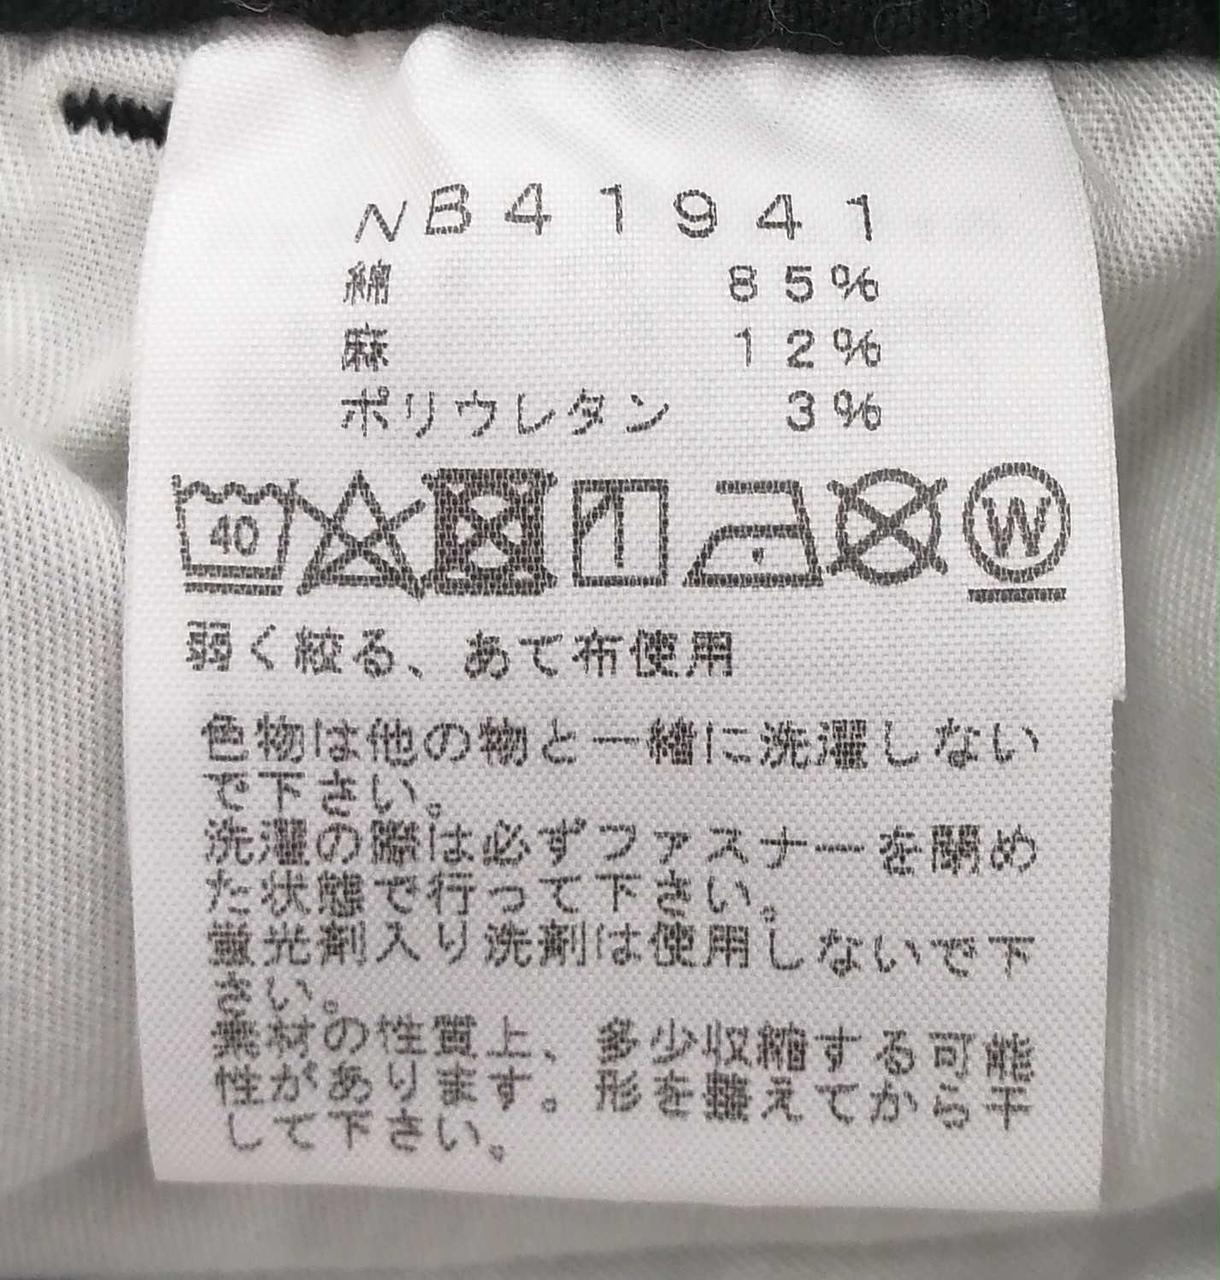 NB41941
綿 85%
麻 12%
ポリウレタン 3%
40 W
弱く絞る、あて布使用
色物は他の物と一緒に洗濯しない
で下さい。
洗濯の際は必ずファスナーを閉め
た状態で行って下さい。
蛍光剤入り洗剤は使用しないで下
さい。
素材の性質上、多少収縮する可能
性があります。形を整えてから干
して下さい。